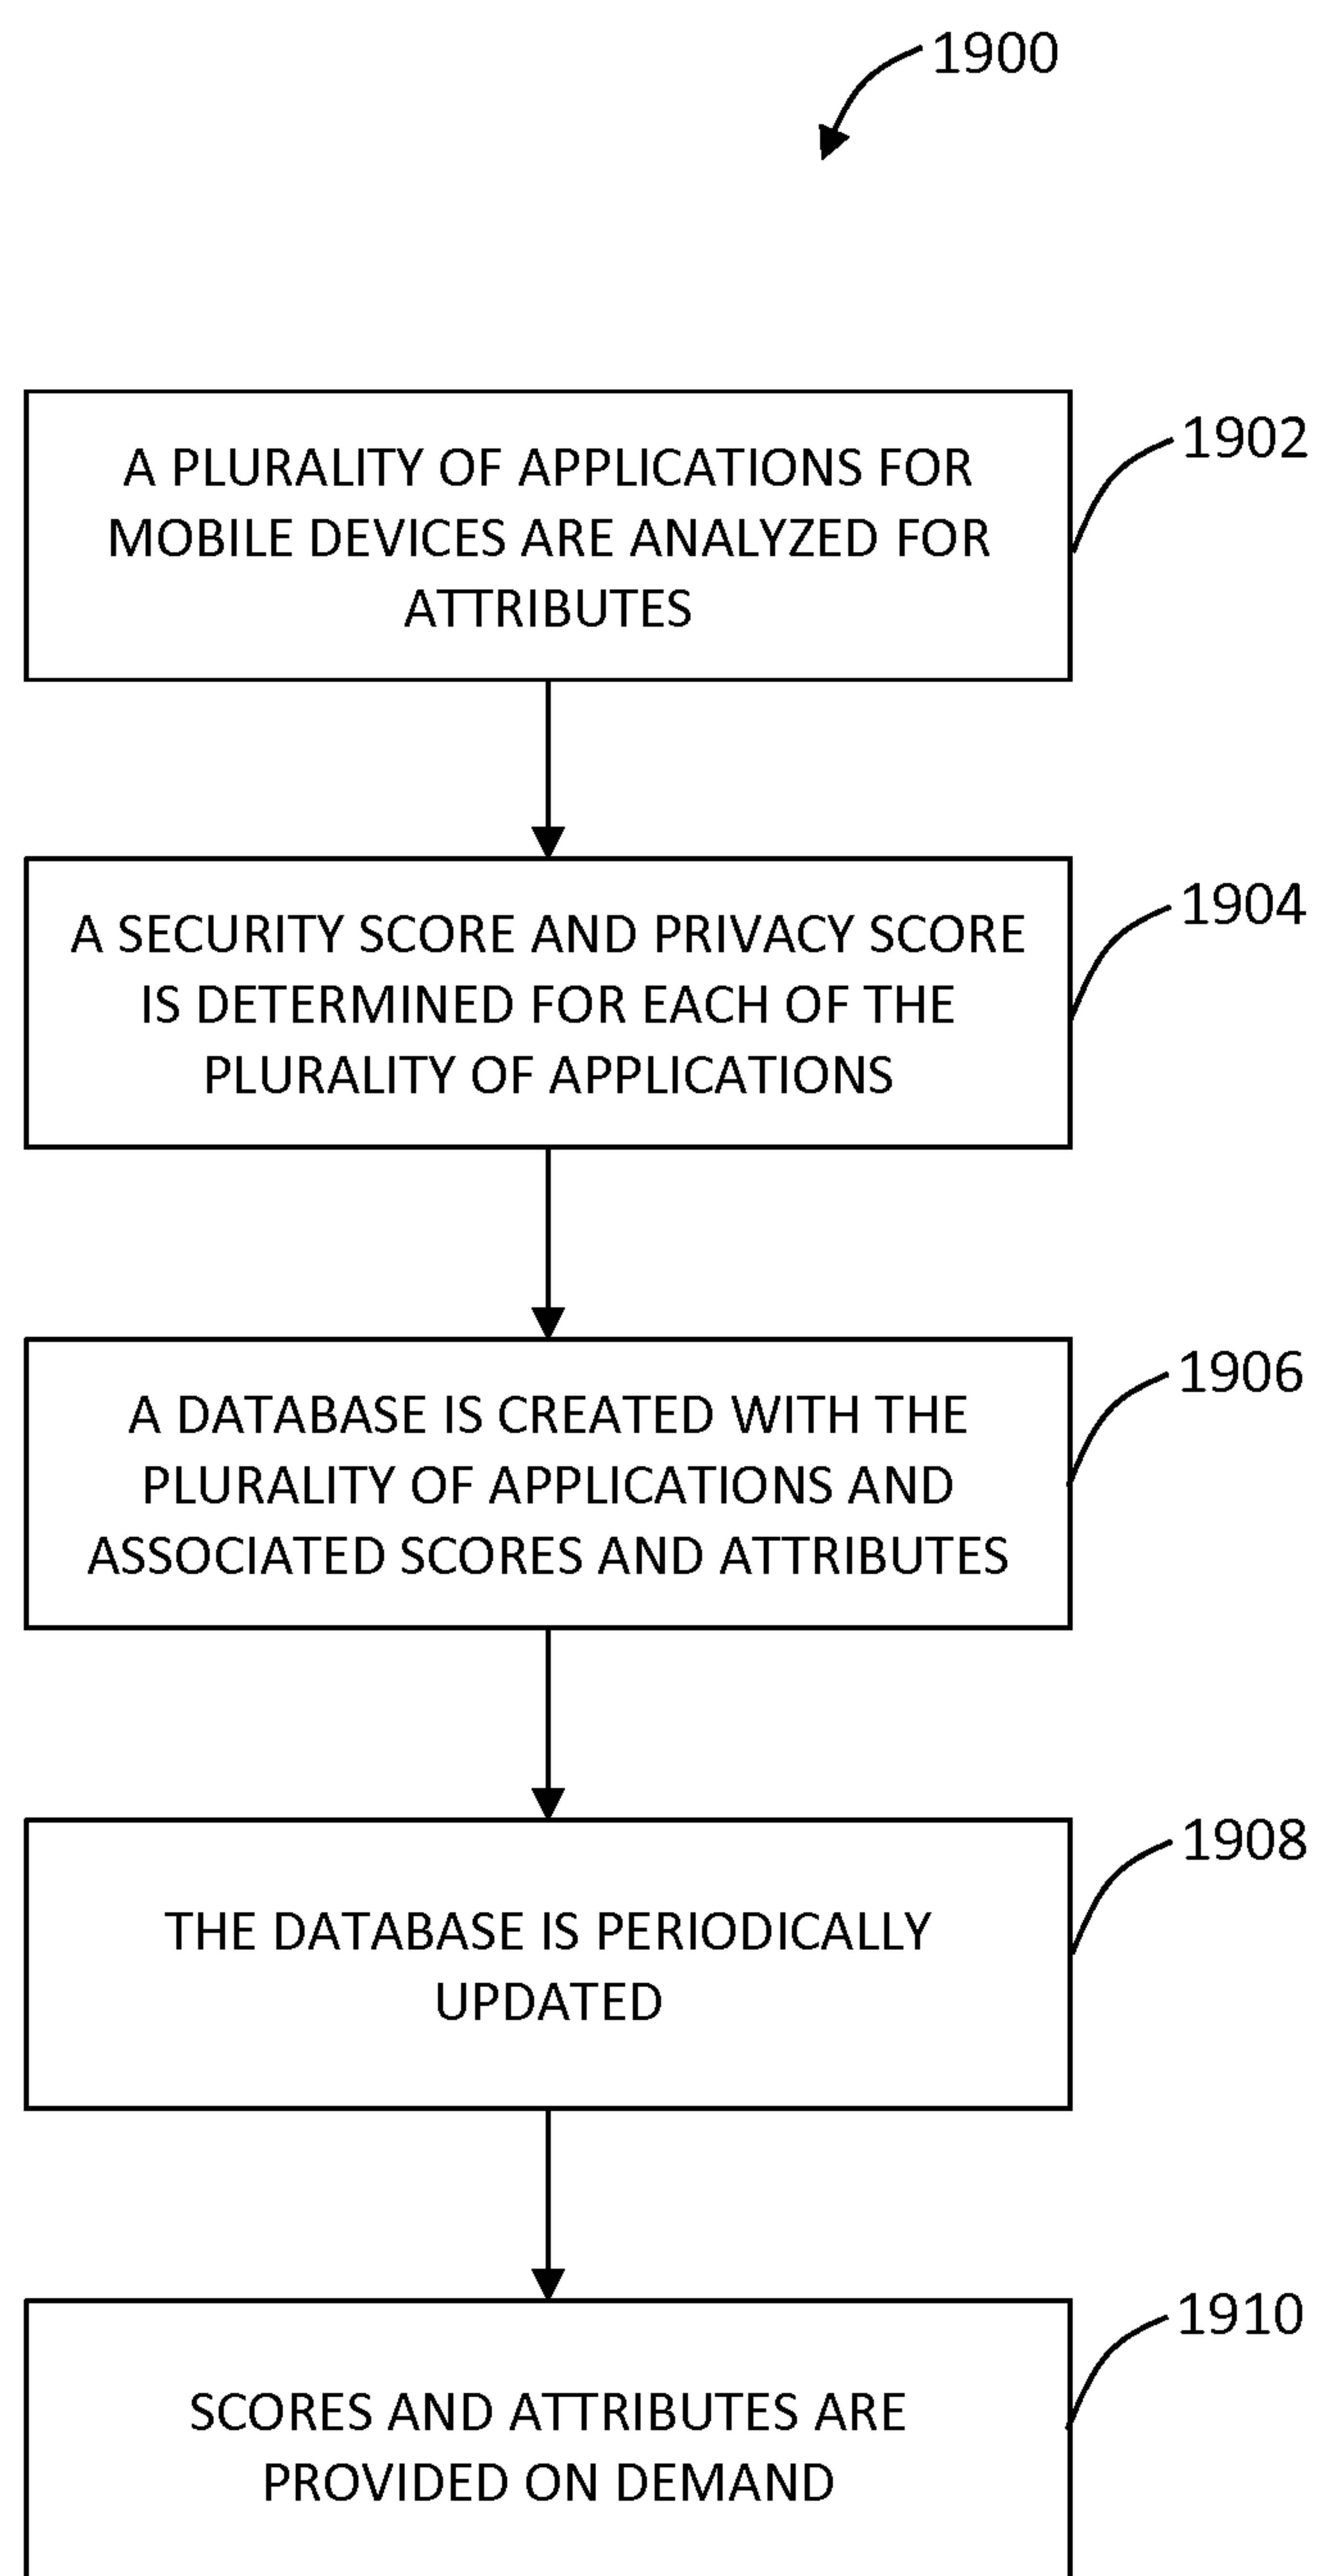 1900
A PLURALITY OF APPLICATIONS FOR
MOBILE DEVICES ARE ANALYZED FOR
ATTRIBUTES
1902
A SECURITY SCORE AND PRIVACY SCORE
IS DETERMINED FOR EACH OF THE
PLURALITY OF APPLICATIONS
1904
A DATABASE IS CREATED WITH THE
PLURALITY OF APPLICATIONS AND
ASSOCIATED SCORES AND ATTRIBUTES
1906
THE DATABASE IS PERIODICALLY
UPDATED
1908
SCORES AND ATTRIBUTES ARE
PROVIDED ON DEMAND
1910